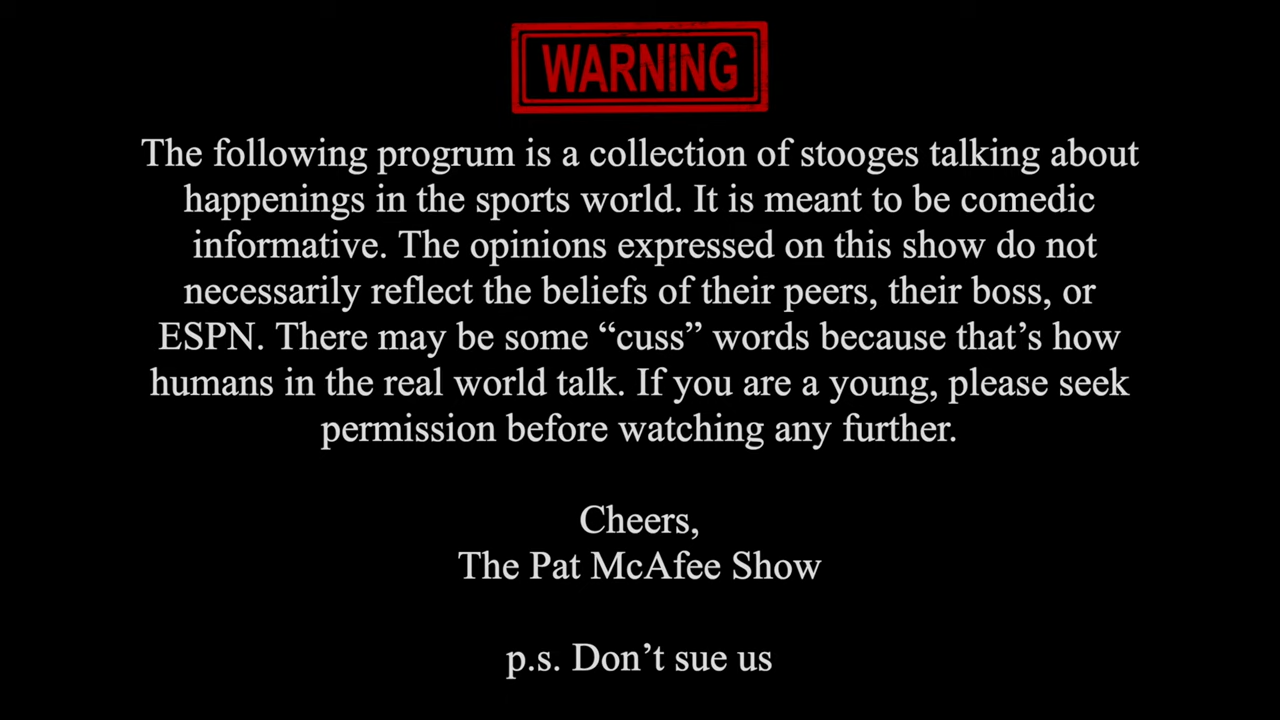 WARNING
The following progrum is a collection of stooges talking about
happenings in the sports world. It is meant to be comedic
informative. The opinions expressed on this show do not
necessarily reflect the beliefs of their peers, their boss, or
ESPN. There may be some “cuss” words because that’s how
humans in the real world talk. If you are a young, please seek
permission before watching any further.
Cheers,
The Pat McAfee Show
p.s. Don’t sue us